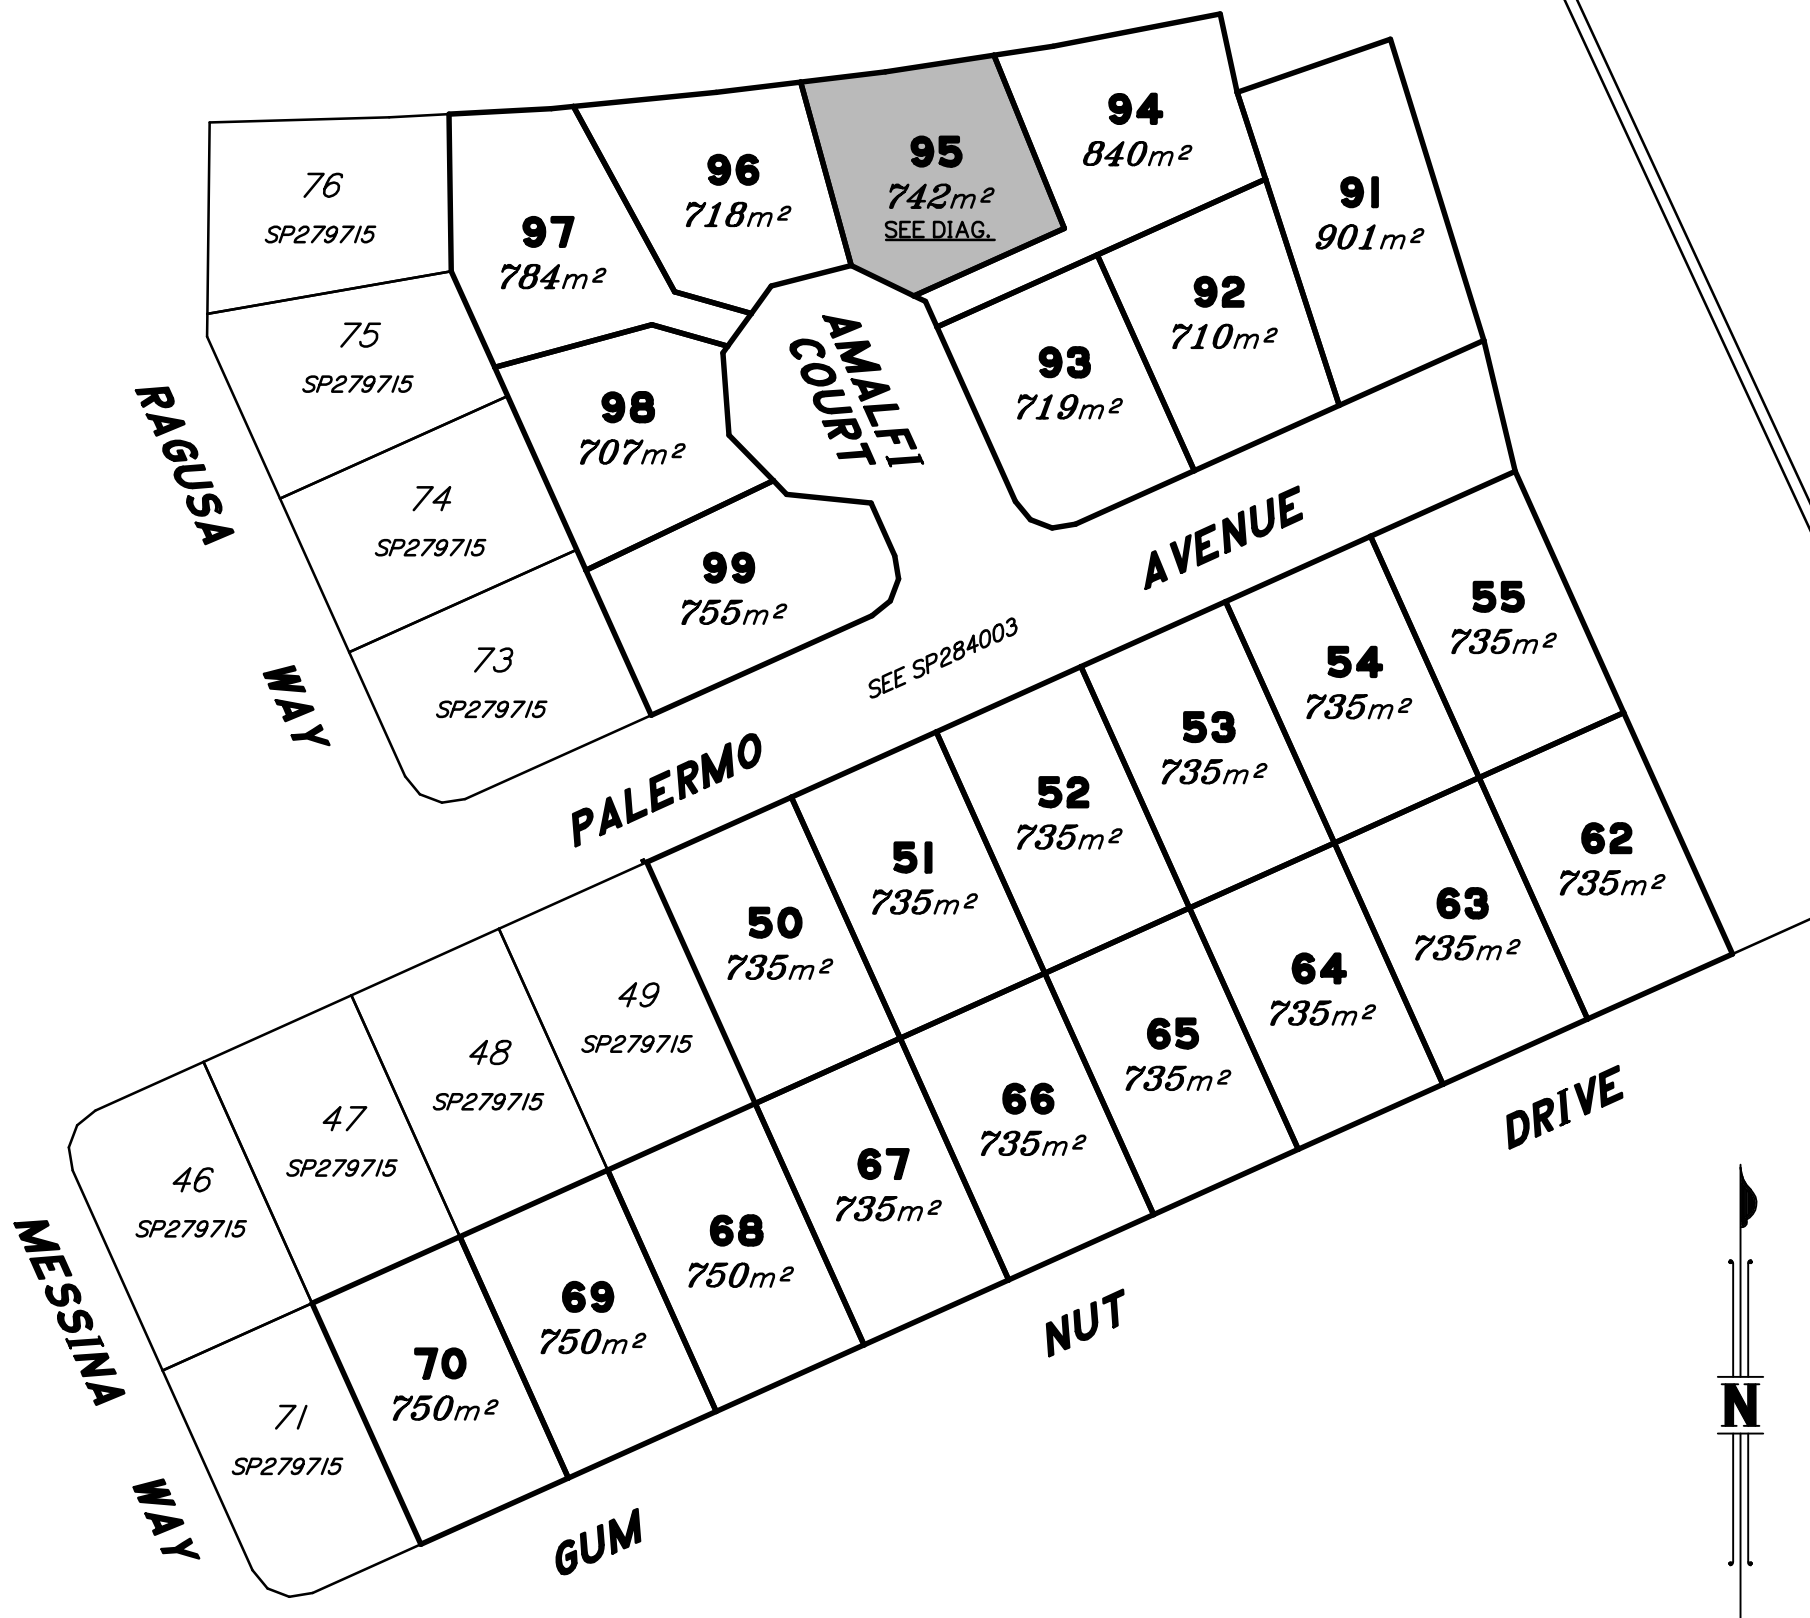 94
840m²
95
742m²
SEE DIAG.
96
718m²
76
SP279715
97
784m²
91
901m²
92
710m²
93
719m²
75
SP279715
AMALFI
COURT
98
707m²
RAGUSA
WAY
74
SP279715
99
755m²
73
SP279715
PALERMO
AVENUE
SEE SP284003
55
735m²
54
735m²
53
735m²
52
735m²
51
735m²
50
735m²
49
SP279715
48
SP279715
47
SP279715
46
SP279715
62
735m²
63
735m²
64
735m²
65
735m²
66
735m²
67
735m²
68
750m²
69
750m²
70
750m²
71
SP279715
MESSINA
WAY
GUM
NUT
DRIVE
N